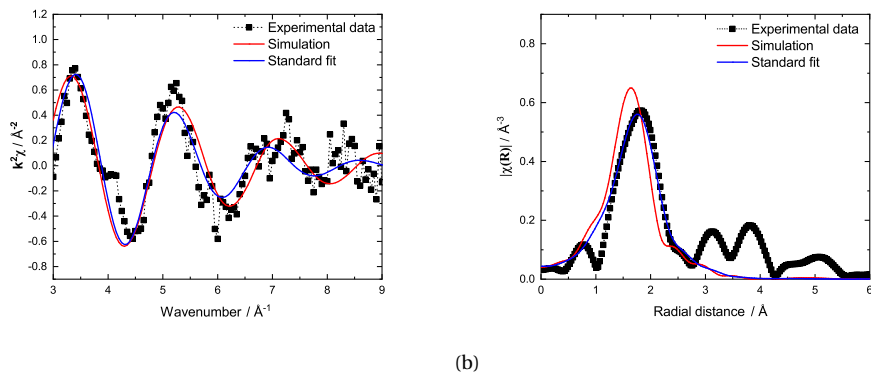 1.2
1.0
0.8
0.6
0.4
0.2
0.0
-0.2
-0.4
-0.6
-0.8
k²χ / Å⁻²
3 4 5 6 7 8 9
Wavenumber / Å⁻¹
Experimental data
Simulation
Standard fit
0.8
0.6
0.4
0.2
0.0
|χ(R)| / Å⁻³
0 1 2 3 4 5 6
Radial distance / Å
Experimental data
Simulation
Standard fit
(b)